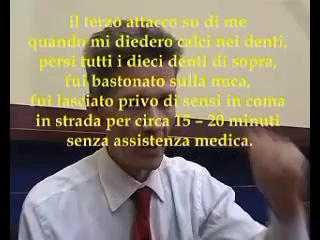 il terzo attacco su di me
quando mi diedero calci nei denti,
persi tutti i dieci denti di sopra,
fui bastonato sulla nuca,
fui lasciato privo di sensi in coma
in strada per circa 15 – 20 minuti
senza assistenza medica.